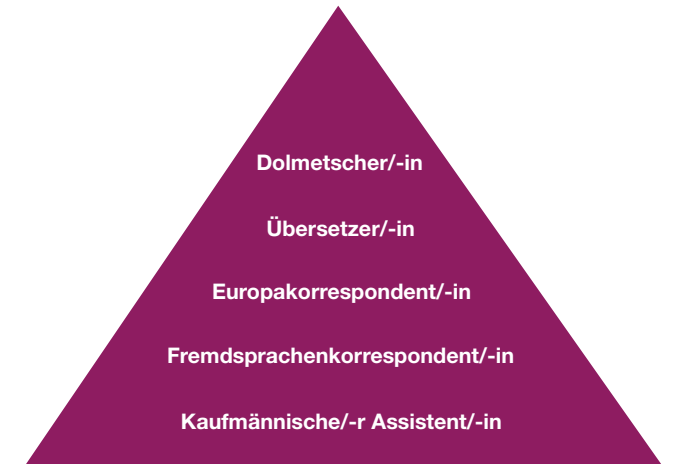 Dolmetscher/-in
Übersetzer/-in
Europakorrespondent/-in
Fremdsprachenkorrespondent/-in
Kaufmännische/-r Assistent/-in